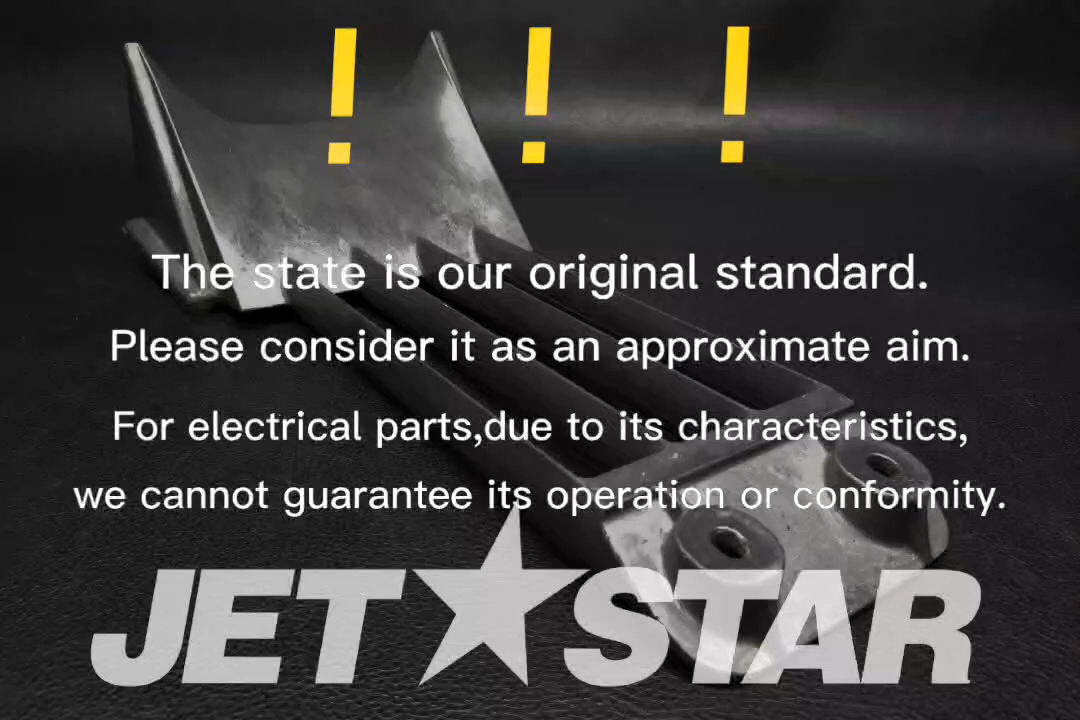 ! ! !
The state is our original standard.
Please consider it as an approximate aim.
For electrical parts,due to its characteristics,
we cannot guarantee its operation or conformity.
JET★STAR